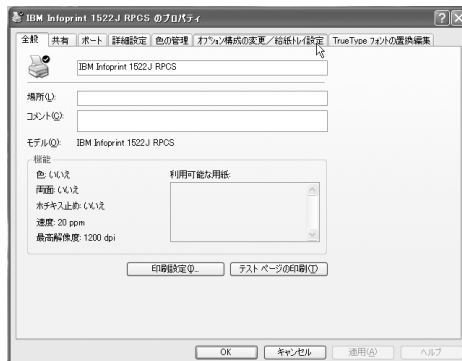 IBM Infoprint 1522J RPCS のプロパティ
全般 共有 ポート 詳細設定 色の管理 オプション構成の変更/給紙トレイ設定 TrueType フォントの置換編集
IBM Infoprint 1522J RPCS
場所(L):
コメント(C):
モデル(O): IBM Infoprint 1522J RPCS
機能
色: いいえ 利用可能な用紙:
両面: いいえ
ホチキス止め: いいえ
速度: 20 ppm
最高解像度: 1200 dpi
印刷設定(I)... テスト ページの印刷(T)
OK キャンセル 適用(A) ヘルプ